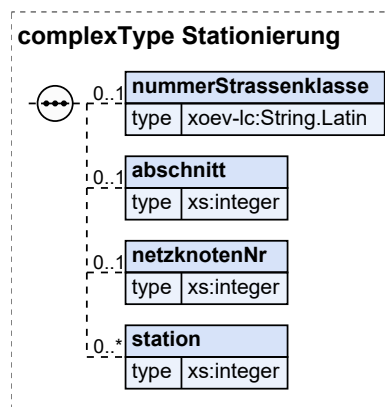 complexType Stationierung
0..1 nummerStrassenklasse
type xoev-lc:String.Latin
0..1 abschnitt
type xs:integer
0..1 netzknotenNr
type xs:integer
0..* station
type xs:integer